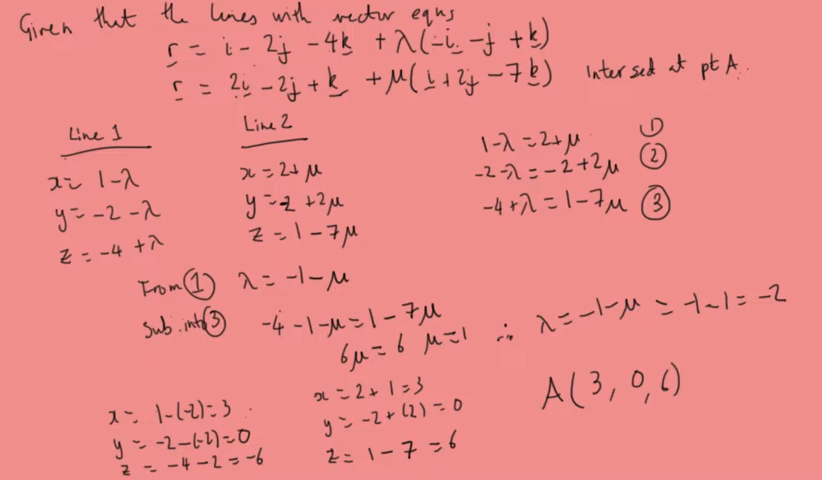 Given that the lines with vector eqns
r = i - 2j - 4k + λ(-i - j + k)
r = 2i - 2j + k + μ(i + 2j - 7k) Intersed at pt A.
Line 1
x = 1-λ
y = -2 - λ
z = -4 + λ
Line 2
x = 2+μ
y = -2 + 2μ
z = 1 - 7μ
1-λ = 2+μ ①
-2-λ = -2+2μ ②
-4+λ = 1-7μ ③
From ① λ = -1-μ
Sub. into ③ -4-1-μ = 1-7μ
6μ = 6 μ = 1 ∴ λ = -1-μ = -1-1 = -2
x = 1-(-2) = 3
y = -2-(-2) = 0
z = -4-2 = -6
x = 2+1 = 3
y = -2+(2) = 0
z = 1-7 = 6
A(3, 0, 6)